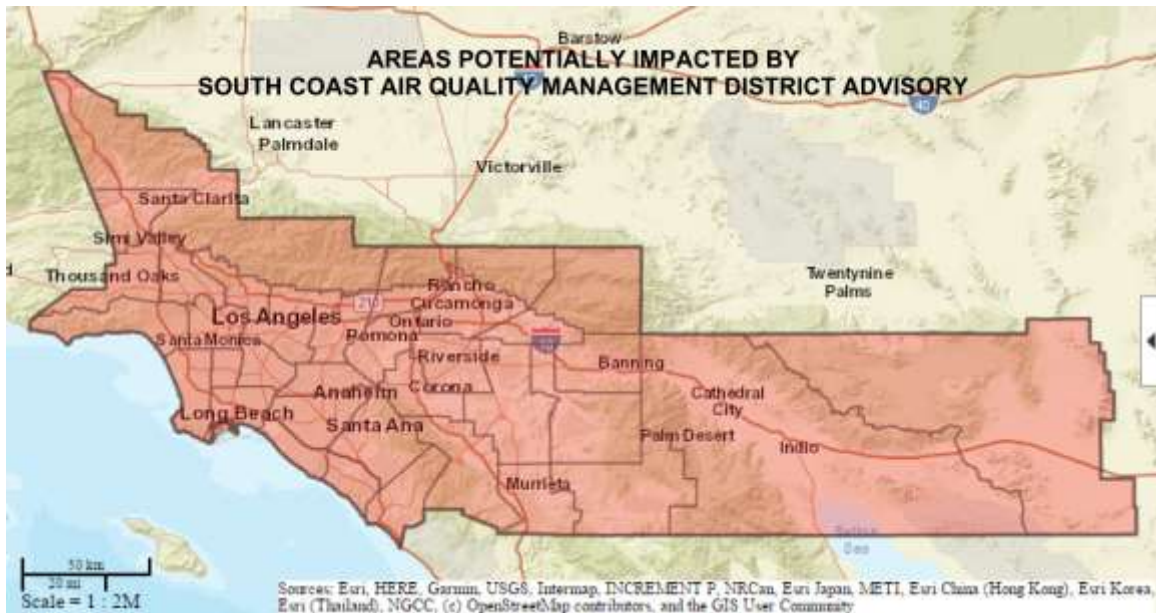 Barstow
AREAS POTENTIALLY IMPACTED BY
SOUTH COAST AIR QUALITY MANAGEMENT DISTRICT ADVISORY
40
Lancaster
Palmdale
Victorville
Santa Clarita
Simi Valley
Thousand Oaks
Twentynine
Palms
Rancho
Cucamonga
210
Los Angeles
Ontario
Santa Monica
Pomona
Riverside
Banning
Anaheim
Corona
Cathedral
City
Long Beach
Santa Ana
Palm Desert
Indio
Murrieta
Salton
Sea
50 km
20 mi
Scale = 1 : 2M
Sources: Esri, HERE, Garmin, USGS, Intermap, INCREMENT P, NRCan, Esri Japan, METI, Esri China (Hong Kong), Esri Korea,
Esri (Thailand), NGCC, (c) OpenStreetMap contributors, and the GIS User Community